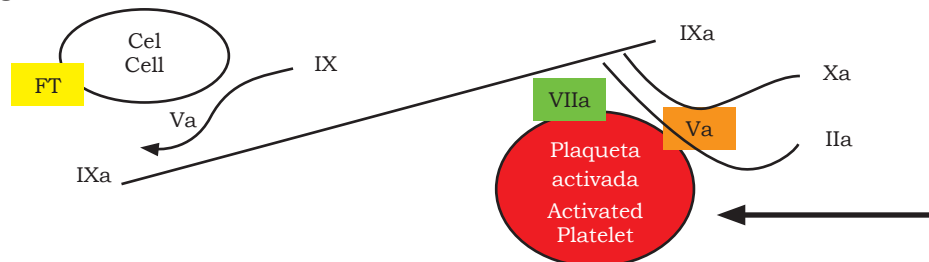 Cel
Cell
FT
IX
Va
IXa
IXa
Xa
VIIa
Va
IIa
Plaqueta
activada
Activated
Platelet